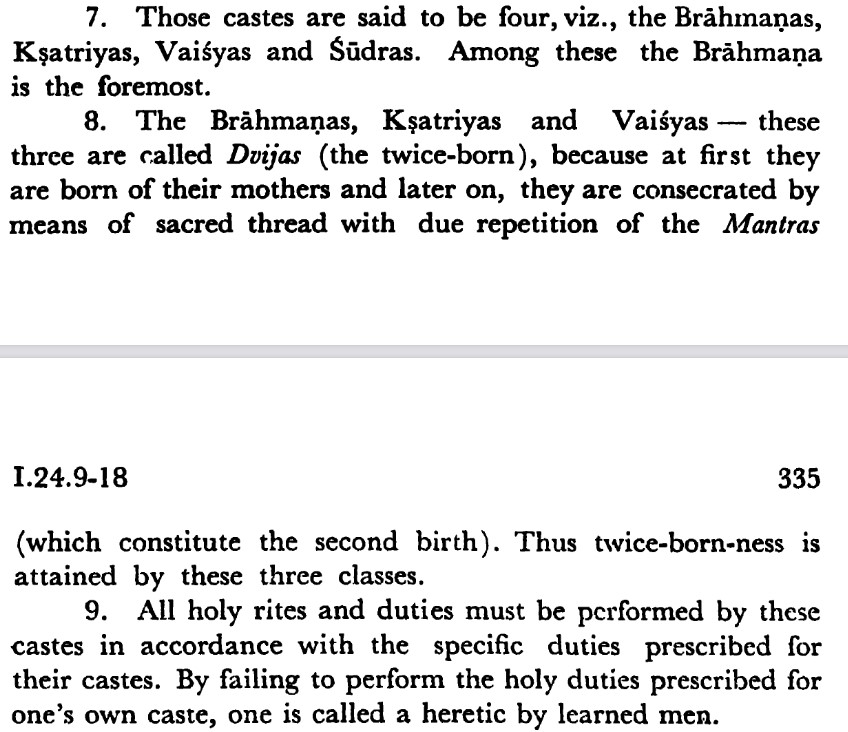 7. Those castes are said to be four, viz., the Brāhmaṇas,
Kṣatriyas, Vaiśyas and Śūdras. Among these the Brāhmaṇa
is the foremost.
8. The Brāhmaṇas, Kṣatriyas and Vaiśyas — these
three are called Dvijas (the twice-born), because at first they
are born of their mothers and later on, they are consecrated by
means of sacred thread with due repetition of the Mantras
I.24.9-18 335
(which constitute the second birth). Thus twice-born-ness is
attained by these three classes.
9. All holy rites and duties must be performed by these
castes in accordance with the specific duties prescribed for
their castes. By failing to perform the holy duties prescribed for
one's own caste, one is called a heretic by learned men.